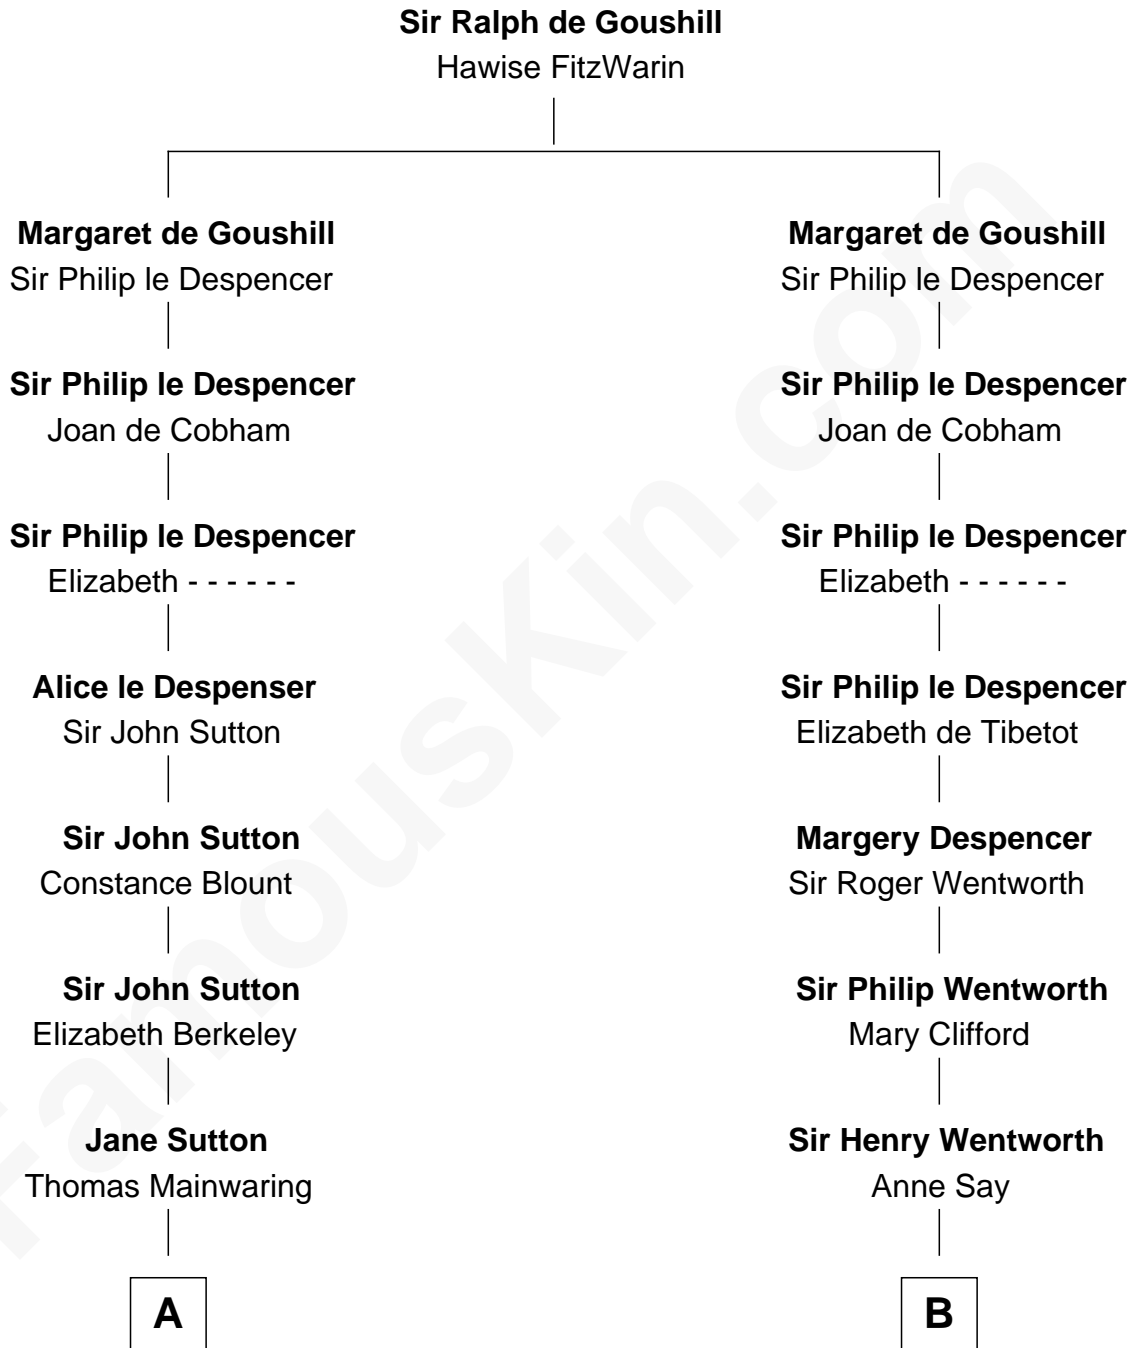 Sir Ralph de Goushill
Hawise FitzWarin
Margaret de Goushill
Sir Philip le Despencer
Margaret de Goushill
Sir Philip le Despencer
Sir Philip le Despencer
Joan de Cobham
Sir Philip le Despencer
Joan de Cobham
Sir Philip le Despencer
Elizabeth - - - - - -
Sir Philip le Despencer
Elizabeth - - - - - -
Alice le Despenser
Sir John Sutton
Sir Philip le Despencer
Elizabeth de Tibetot
Sir John Sutton
Constance Blount
Margery Despencer
Sir Roger Wentworth
Sir John Sutton
Elizabeth Berkeley
Sir Philip Wentworth
Mary Clifford
Jane Sutton
Thomas Mainwaring
Sir Henry Wentworth
Anne Say
A
B
FamousKin.com